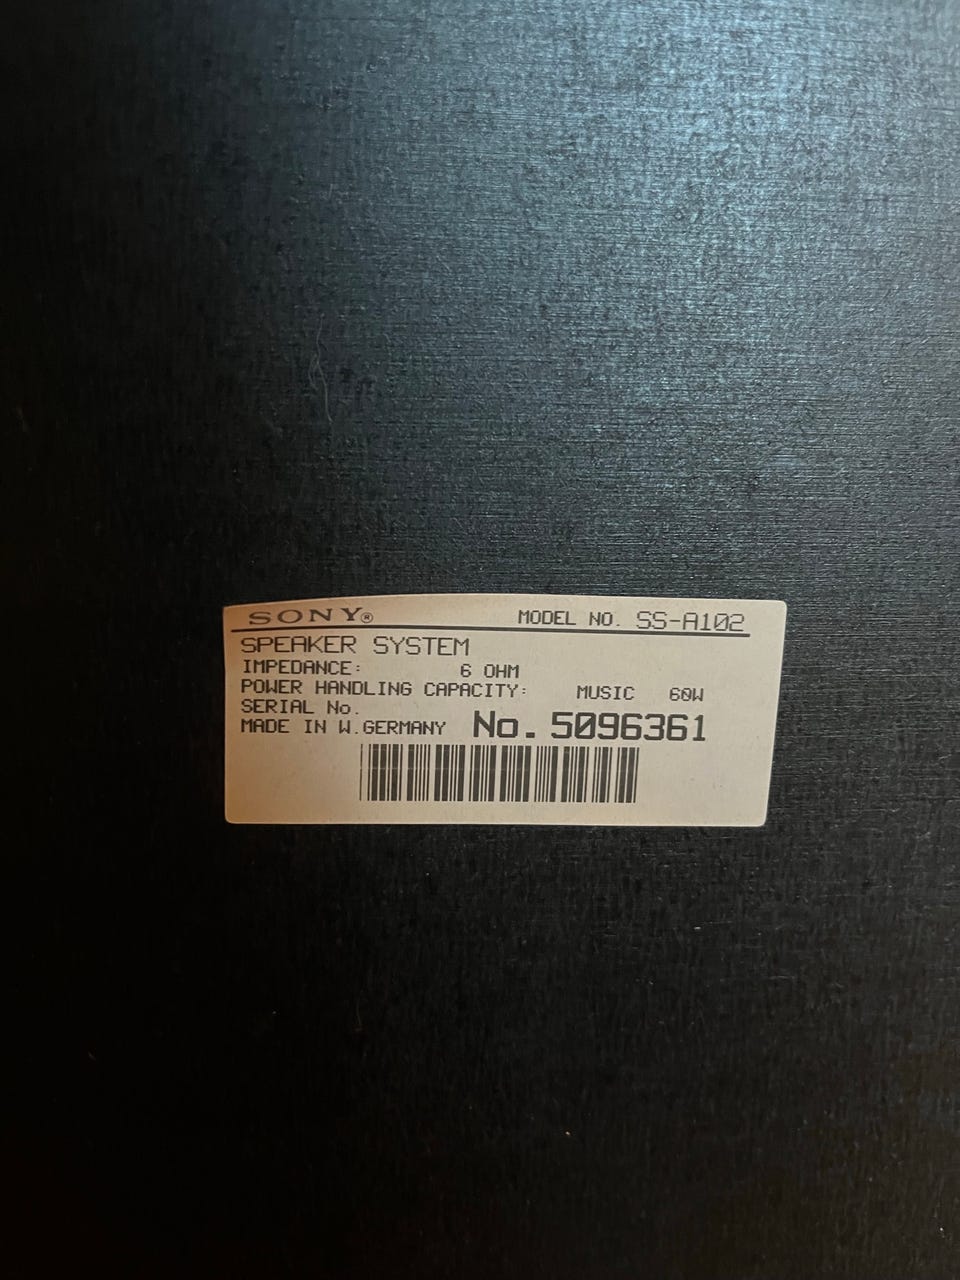 SONY® MODEL NO. SS-A102
SPEAKER SYSTEM
IMPEDANCE: 6 OHM
POWER HANDLING CAPACITY: MUSIC 60W
SERIAL No.
MADE IN W.GERMANY No. 5096361